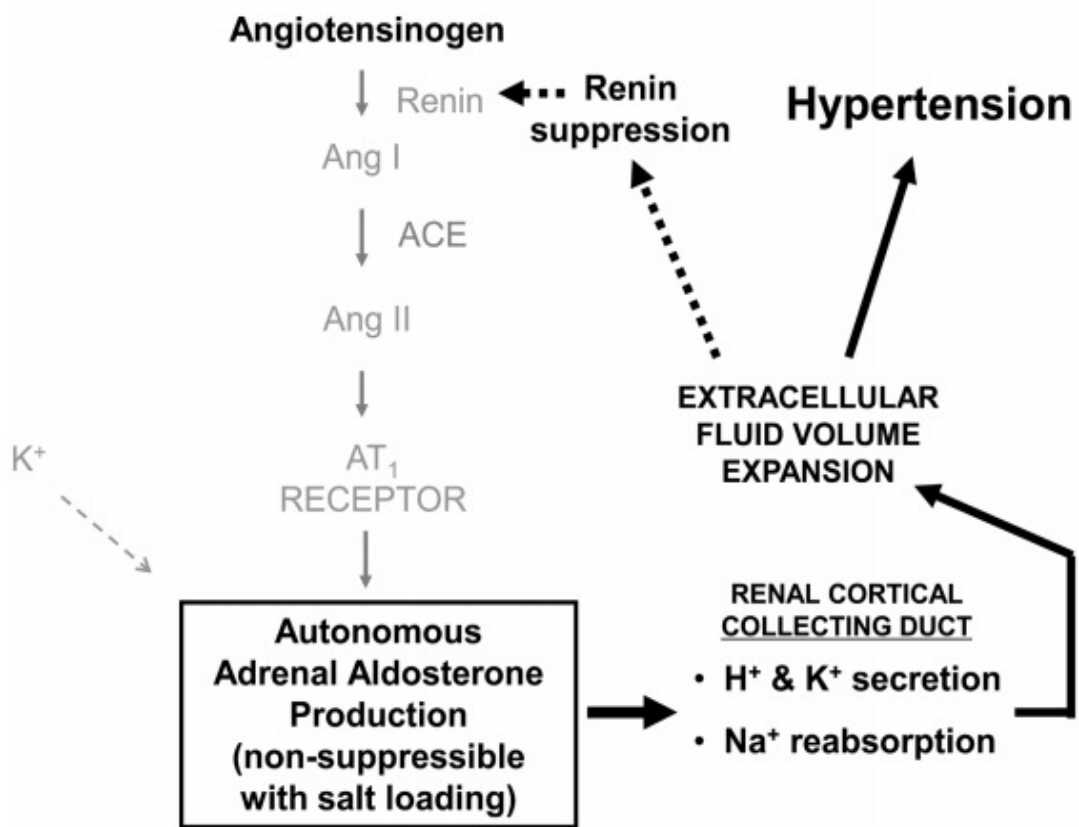 Angiotensinogen
Renin
Renin
suppression
Hypertension
Ang I
ACE
Ang II
EXTRACELLULAR
FLUID VOLUME
EXPANSION
K⁺
AT₁
RECEPTOR
Autonomous
Adrenal Aldosterone
Production
(non-suppressible
with salt loading)
RENAL CORTICAL
COLLECTING DUCT
• H⁺ & K⁺ secretion
• Na⁺ reabsorption